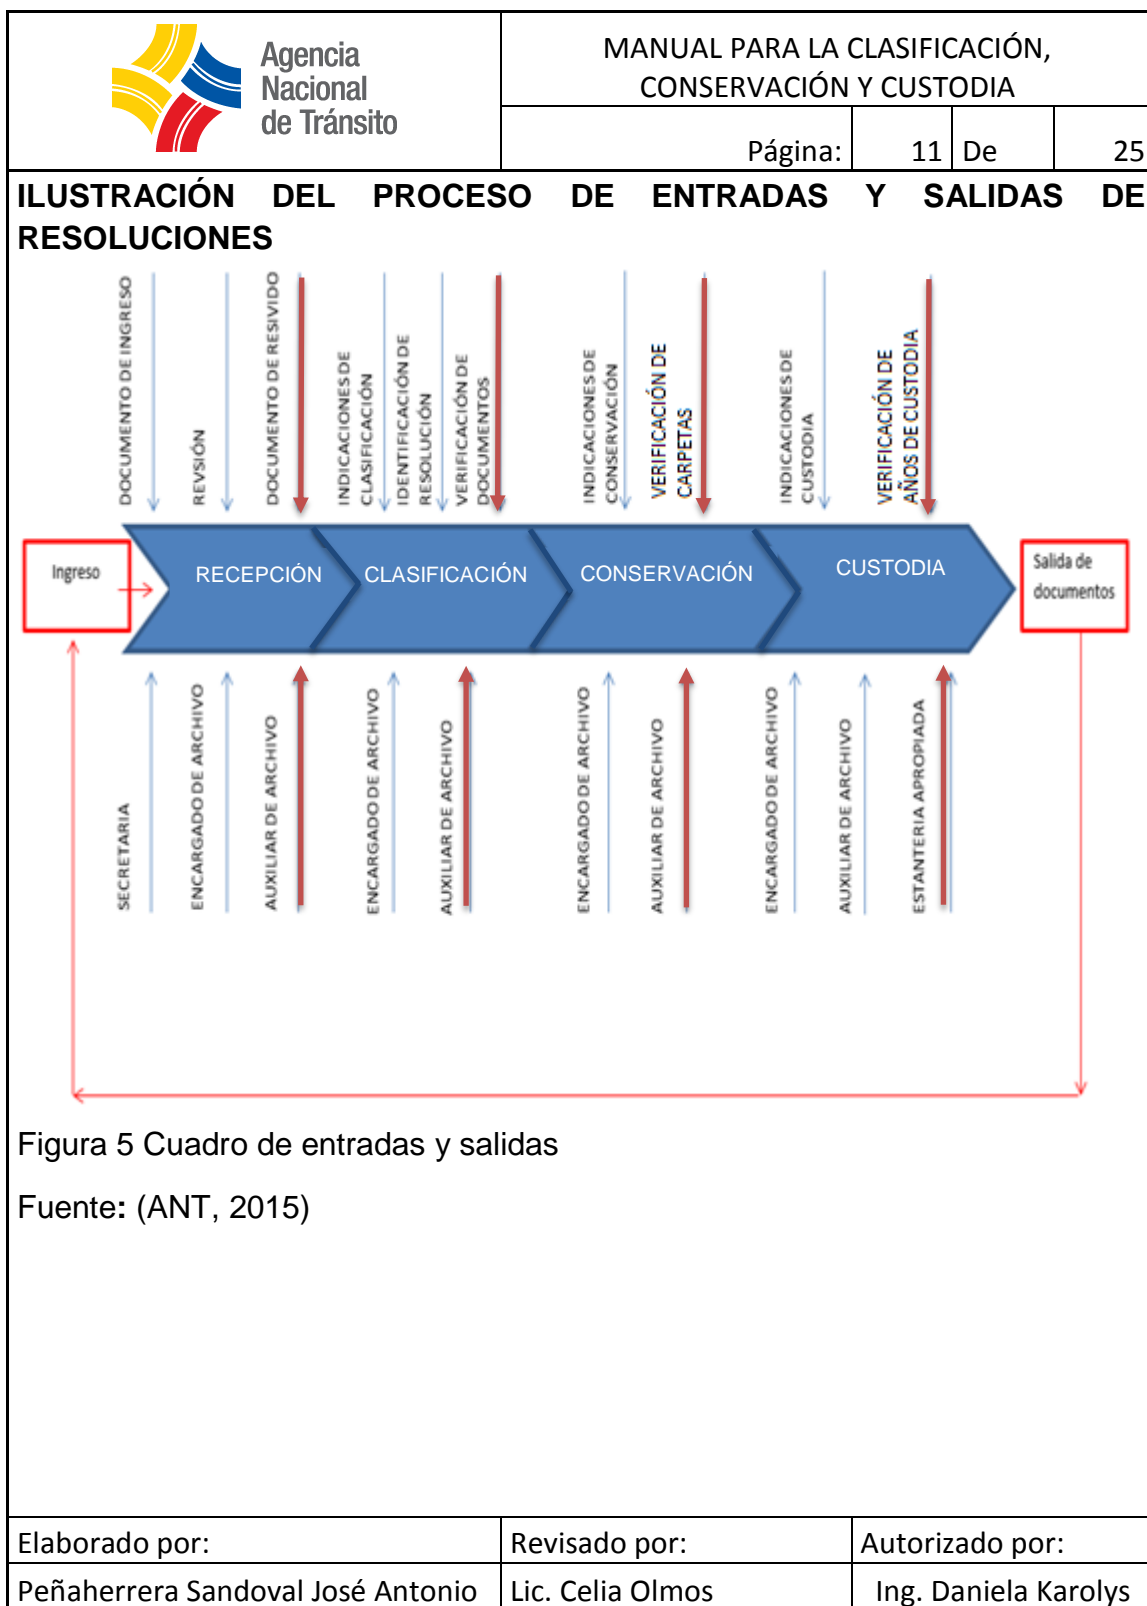 Agencia
Nacional
de Tránsito
MANUAL PARA LA CLASIFICACIÓN,
CONSERVACIÓN Y CUSTODIA
Página: 11 De 25
ILUSTRACIÓN DEL PROCESO DE ENTRADAS Y SALIDAS DE
RESOLUCIONES
DOCUMENTO DE INGRESO
REVSIÓN
DOCUMENTO DE RESIVIDO
INDICACIONES DE
CLASIFICACIÓN
IDENTIFICACIÓN DE
RESOLUCIÓN
VERIFICACIÓN DE
DOCUMENTOS
INDICACIONES DE
CONSERVACIÓN
VERIFICACIÓN DE
CARPETAS
INDICACIONES DE
CUSTODIA
VERIFICACIÓN DE
AÑOS DE CUSTODIA
Ingreso
RECEPCIÓN
CLASIFICACIÓN
CONSERVACIÓN
CUSTODIA
Salida de
documentos
SECRETARIA
ENCARGADO DE ARCHIVO
AUXILIAR DE ARCHIVO
ENCARGADO DE ARCHIVO
AUXILIAR DE ARCHIVO
ENCARGADO DE ARCHIVO
AUXILIAR DE ARCHIVO
ENCARGADO DE ARCHIVO
AUXILIAR DE ARCHIVO
ESTANTERIA APROPIADA
Figura 5 Cuadro de entradas y salidas
Fuente: (ANT, 2015)
Elaborado por: Revisado por: Autorizado por:
Peñaherrera Sandoval José Antonio Lic. Celia Olmos Ing. Daniela Karolys